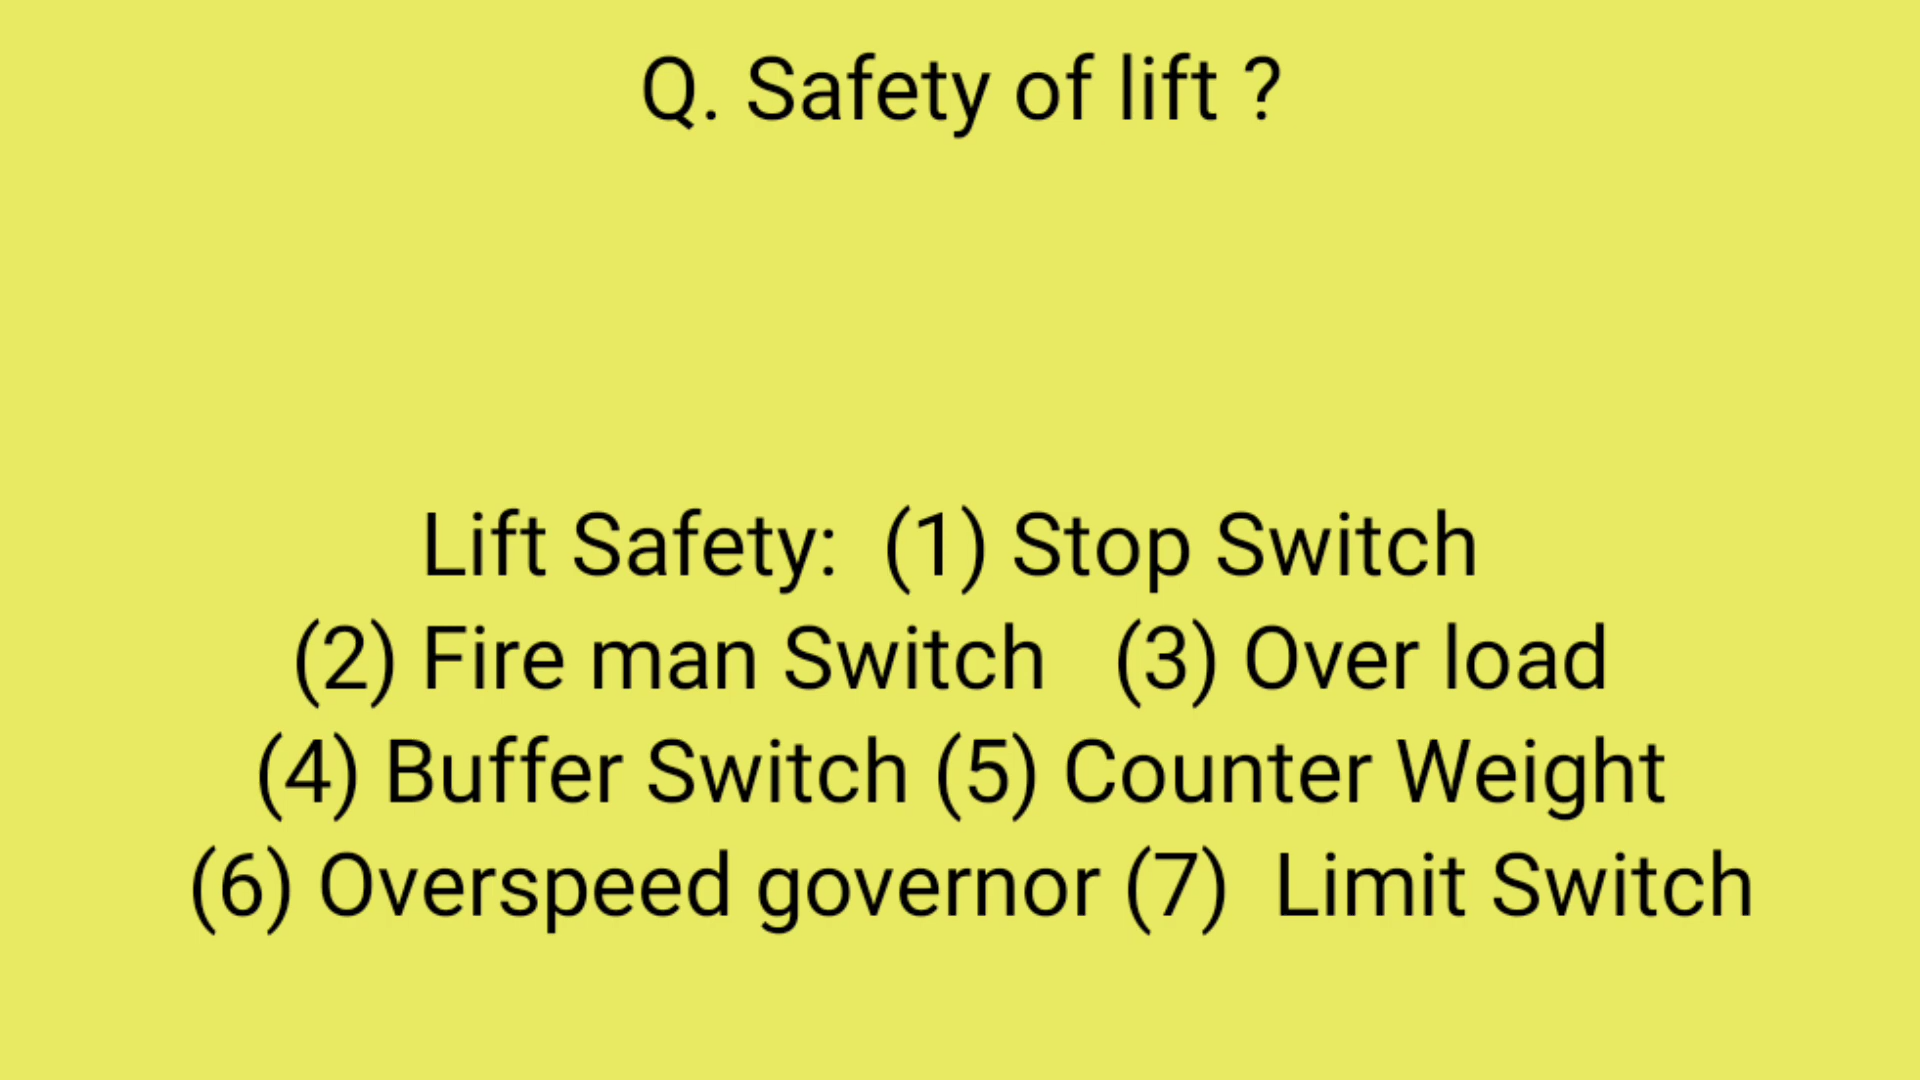 Q. Safety of lift ?
Lift Safety:  (1) Stop Switch
(2) Fire man Switch   (3) Over load
(4) Buffer Switch (5) Counter Weight
(6) Overspeed governor (7)  Limit Switch